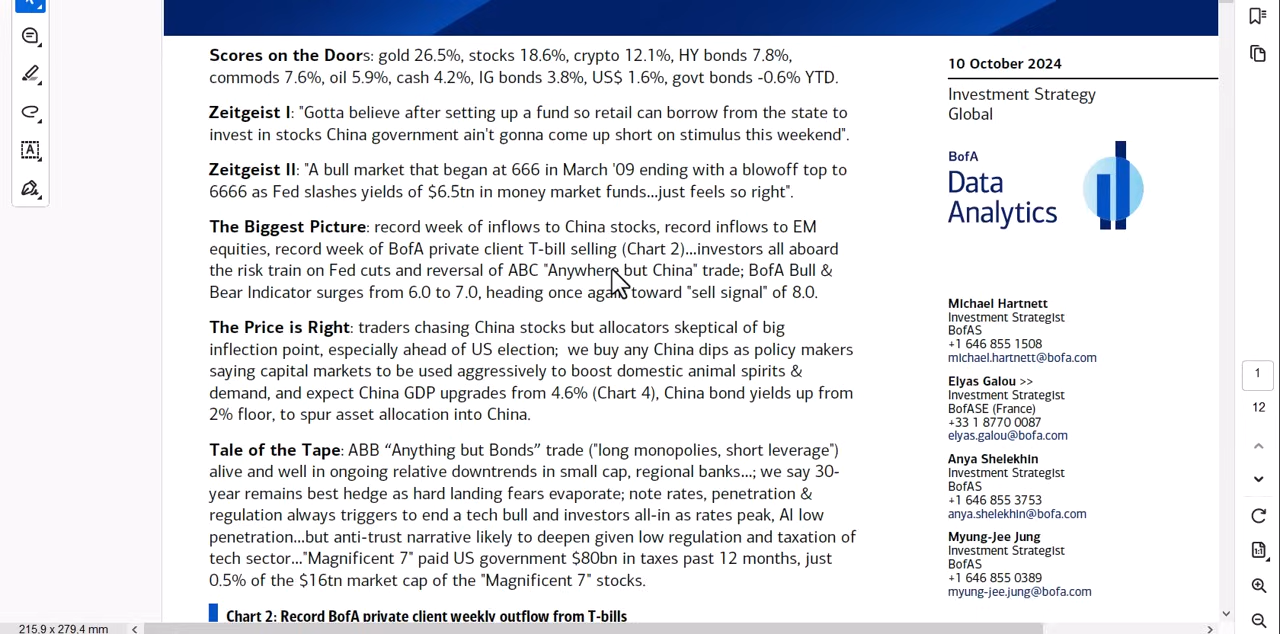 Scores on the Doors: gold 26.5%, stocks 18.6%, crypto 12.1%, HY bonds 7.8%,
commods 7.6%, oil 5.9%, cash 4.2%, IG bonds 3.8%, US$ 1.6%, govt bonds -0.6% YTD.
Zeitgeist I: "Gotta believe after setting up a fund so retail can borrow from the state to
invest in stocks China government ain't gonna come up short on stimulus this weekend".
Zeitgeist II: "A bull market that began at 666 in March '09 ending with a blowoff top to
6666 as Fed slashes yields of $6.5tn in money market funds...just feels so right".
The Biggest Picture: record week of inflows to China stocks, record inflows to EM
equities, record week of BofA private client T-bill selling (Chart 2)...investors all aboard
the risk train on Fed cuts and reversal of ABC "Anywhere but China" trade; BofA Bull &
Bear Indicator surges from 6.0 to 7.0, heading once again toward "sell signal" of 8.0.
The Price is Right: traders chasing China stocks but allocators skeptical of big
inflection point, especially ahead of US election; we buy any China dips as policy makers
saying capital markets to be used aggressively to boost domestic animal spirits &
demand, and expect China GDP upgrades from 4.6% (Chart 4), China bond yields up from
2% floor, to spur asset allocation into China.
Tale of the Tape: ABB “Anything but Bonds” trade ("long monopolies, short leverage")
alive and well in ongoing relative downtrends in small cap, regional banks...; we say 30-
year remains best hedge as hard landing fears evaporate; note rates, penetration &
regulation always triggers to end a tech bull and investors all-in as rates peak, AI low
penetration...but anti-trust narrative likely to deepen given low regulation and taxation of
tech sector..."Magnificent 7" paid US government $80bn in taxes past 12 months, just
0.5% of the $16tn market cap of the "Magnificent 7" stocks.
Chart 2: Record BofA private client weekly outflow from T-bills
10 October 2024
Investment Strategy
Global
BofA
Data
Analytics
Michael Hartnett
Investment Strategist
BofAS
+1 646 855 1508
michael.hartnett@bofa.com
Elyas Galou >>
Investment Strategist
BofASE (France)
+33 1 8770 0087
elyas.galou@bofa.com
Anya Shelekhin
Investment Strategist
BofAS
+1 646 855 3753
anya.shelekhin@bofa.com
Myung-Jee Jung
Investment Strategist
BofAS
+1 646 855 0389
myung-jee.jung@bofa.com
1
12
215.9 x 279.4 mm